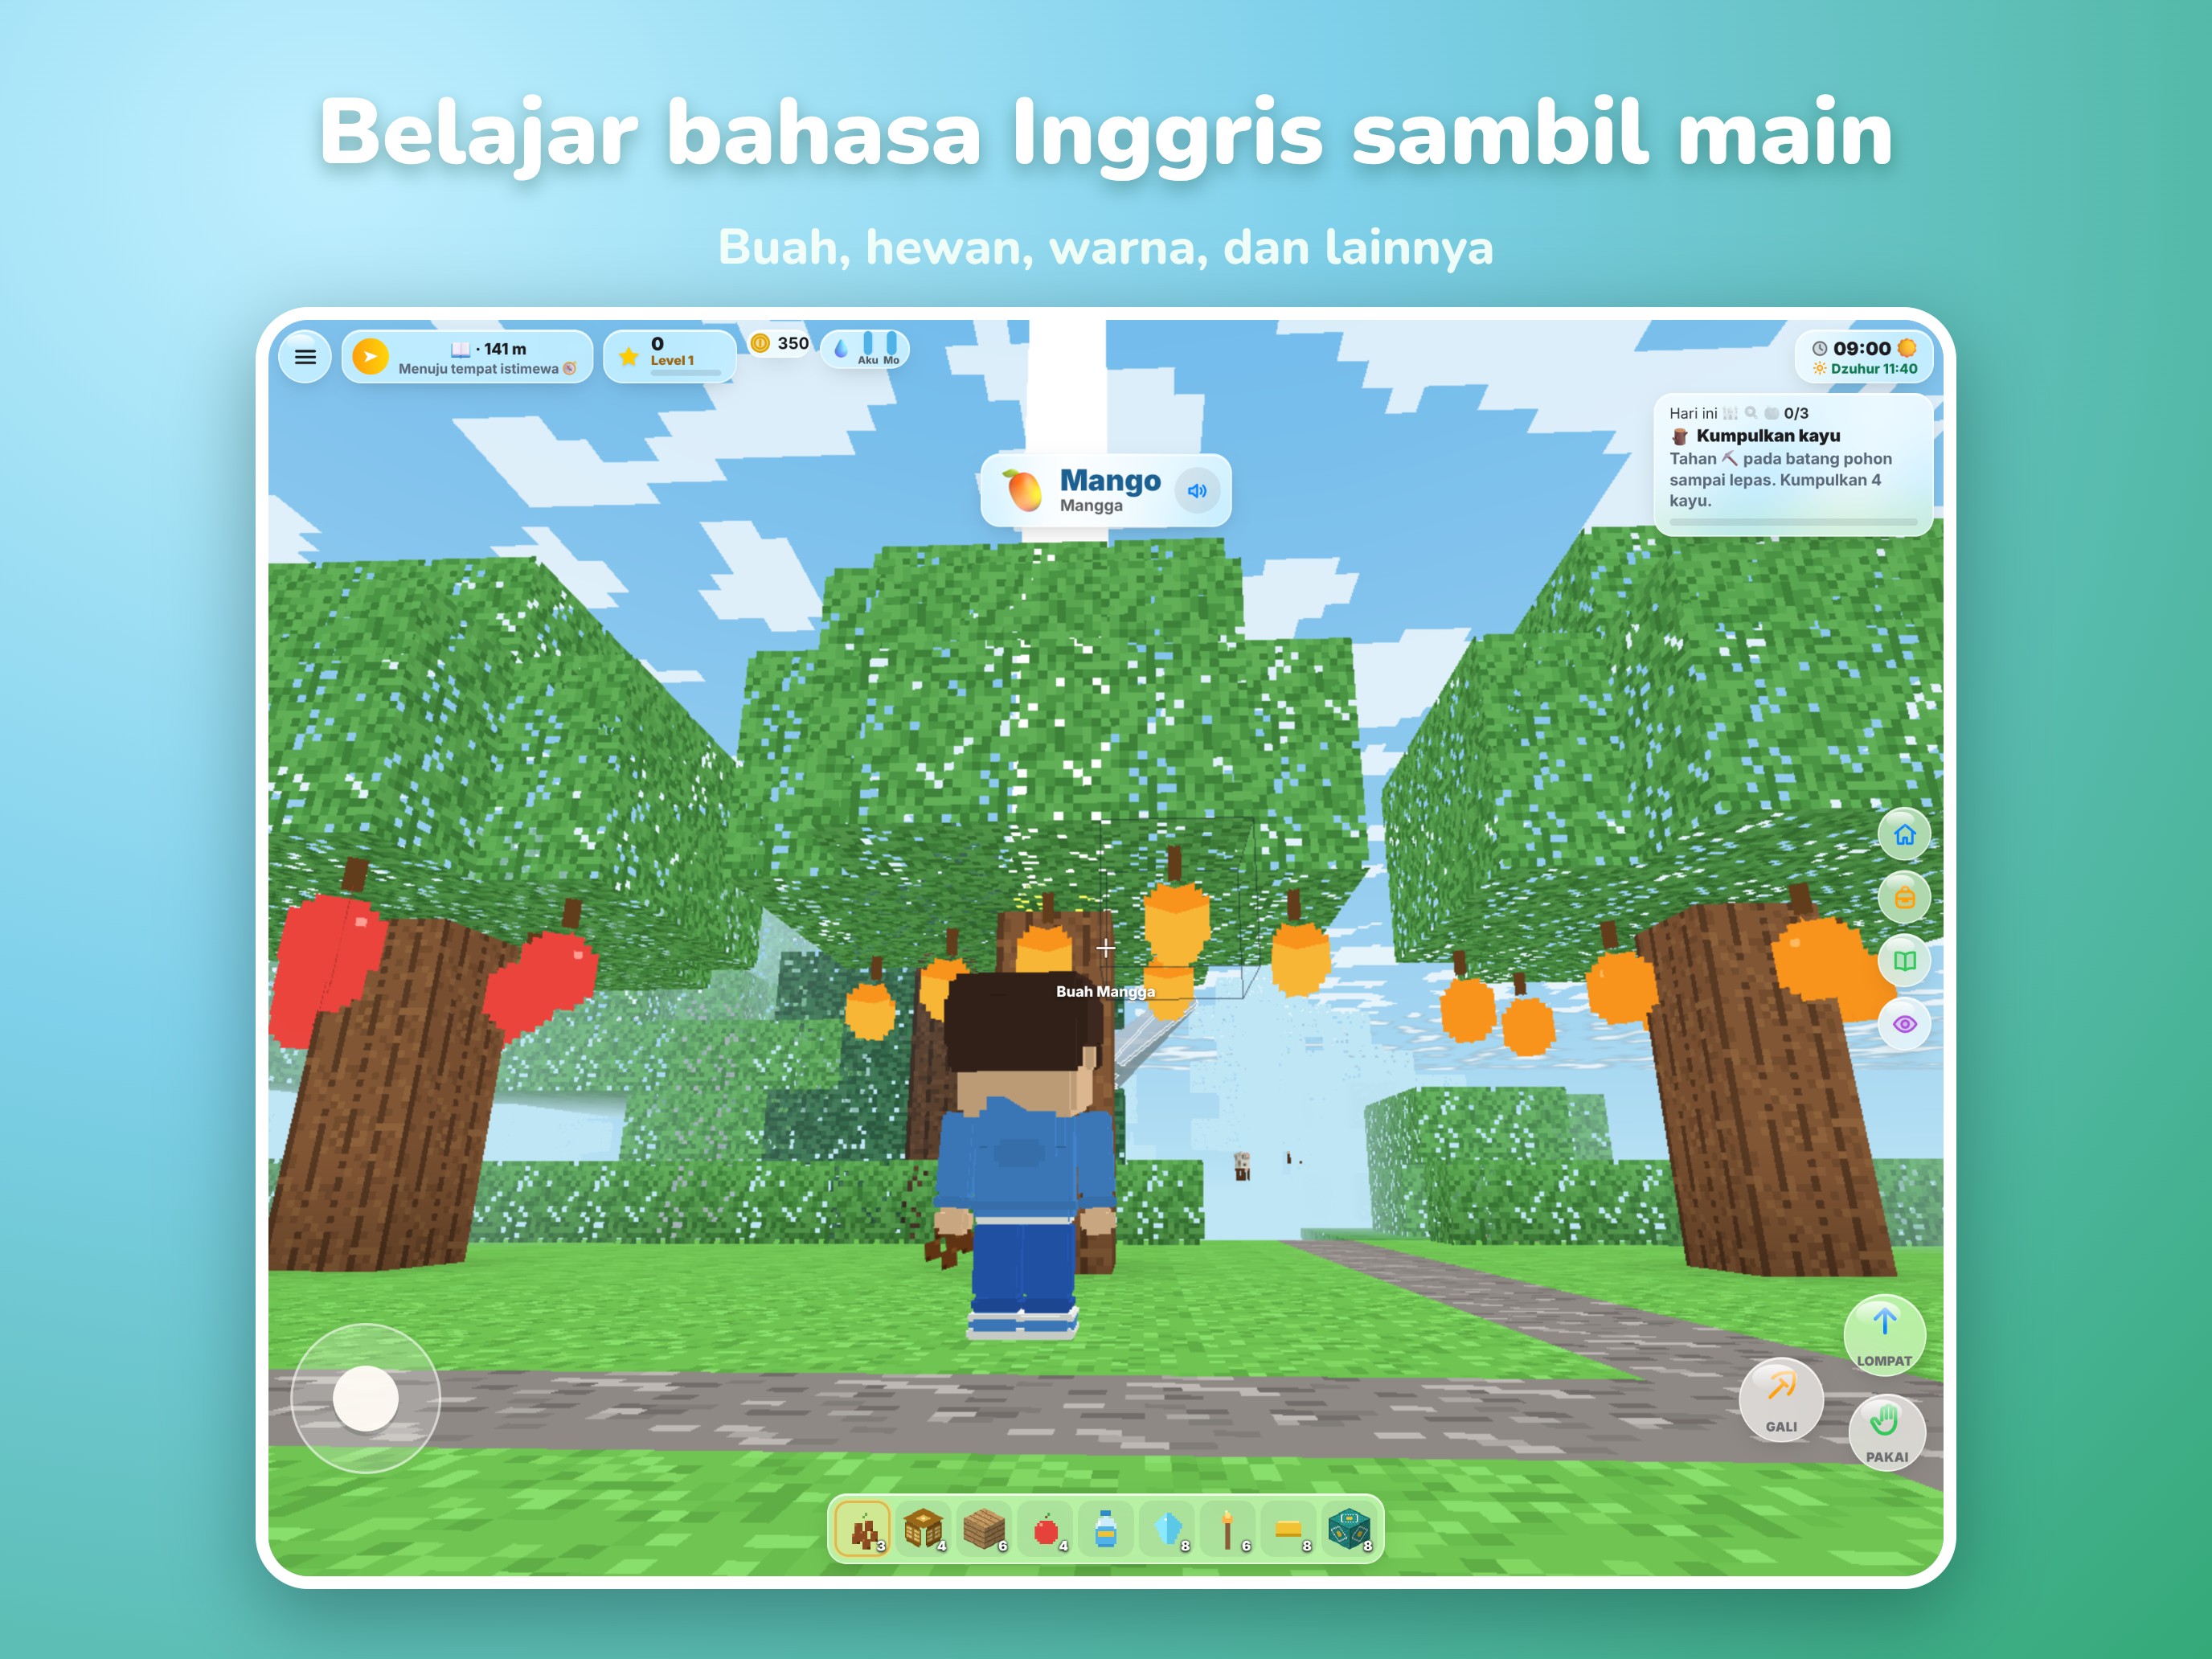 Belajar bahasa Inggris sambil main
Buah, hewan, warna, dan lainnya
· 141 m
Menuju tempat istimewa
0
Level 1
350
Aku Mo
09:00
Dzuhur 11:40
Hari ini 0/3
Kumpulkan kayu
Tahan pada batang pohon
sampai lepas. Kumpulkan 4
kayu.
Mango
Mangga
Buah Mangga
LOMPAT
GALI
PAKAI
3 4 6 4 8 6 8 8